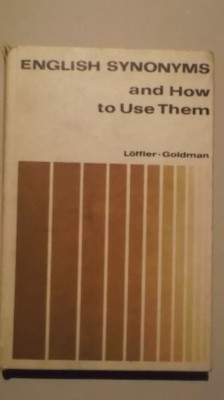 ENGLISH SYNONYMS
and How
to Use Them
Löffler-Goldman